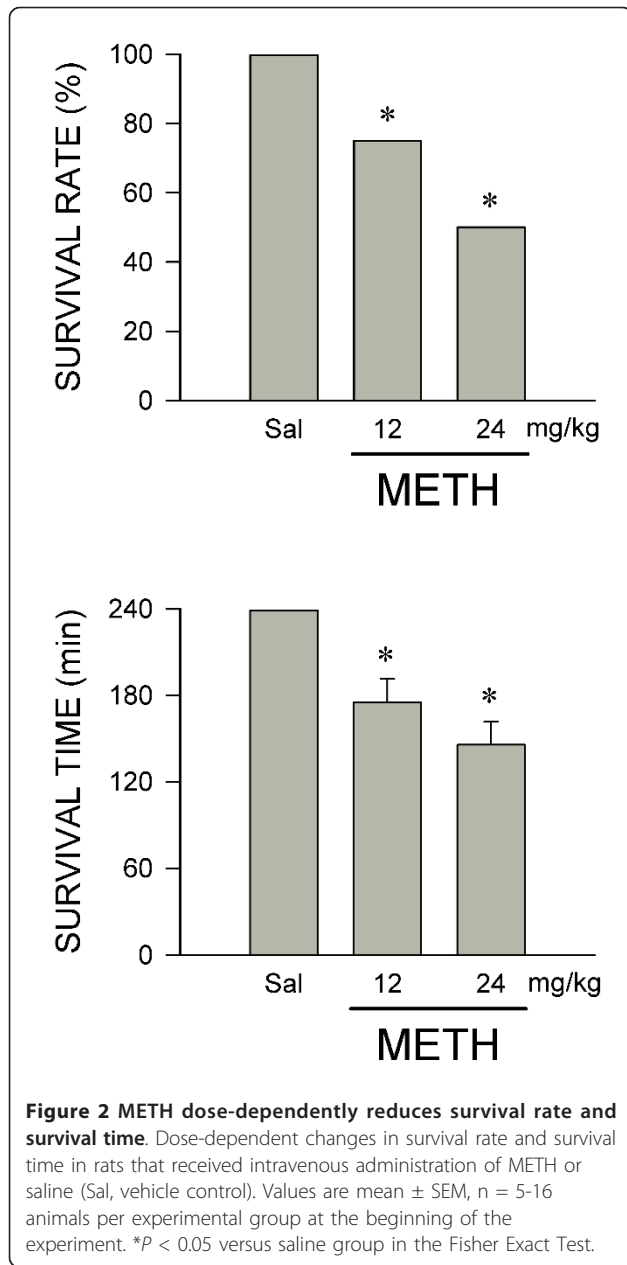 100
80
60
40
20
0
SURVIVAL RATE (%)
*
*
Sal 12 24 mg/kg
METH
240
180
120
60
0
SURVIVAL TIME (min)
*
*
Sal 12 24 mg/kg
METH
Figure 2 METH dose-dependently reduces survival rate and
survival time. Dose-dependent changes in survival rate and survival
time in rats that received intravenous administration of METH or
saline (Sal, vehicle control). Values are mean ± SEM, n = 5-16
animals per experimental group at the beginning of the
experiment. *P < 0.05 versus saline group in the Fisher Exact Test.